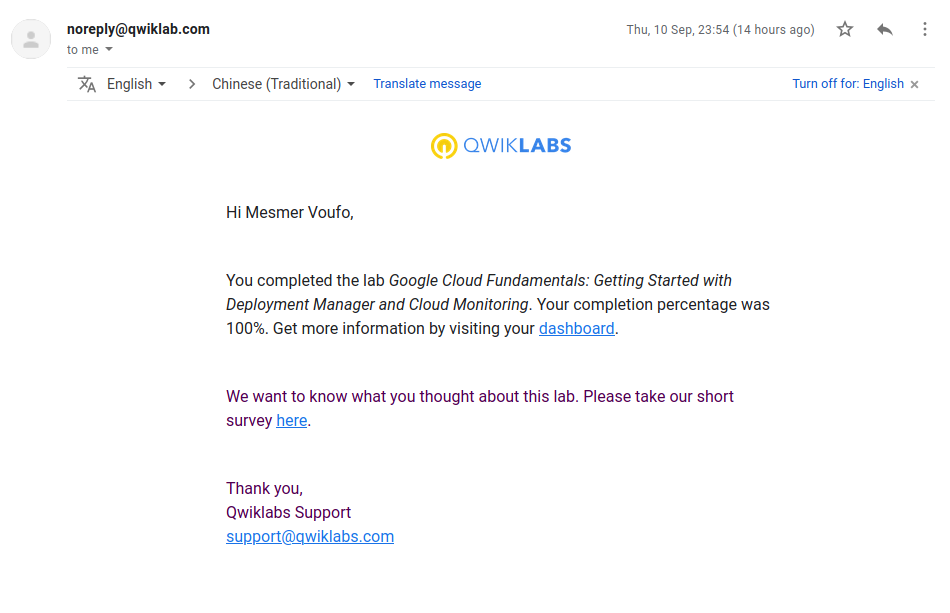 noreply@qwiklab.com
Thu, 10 Sep, 23:54 (14 hours ago)
to me
English
Chinese (Traditional)
Translate message
Turn off for: English
QWIKLABS
Hi Mesmer Voufo,
You completed the lab Google Cloud Fundamentals: Getting Started with
Deployment Manager and Cloud Monitoring. Your completion percentage was
100%. Get more information by visiting your dashboard.
We want to know what you thought about this lab. Please take our short
survey here.
Thank you,
Qwiklabs Support
support@qwiklabs.com